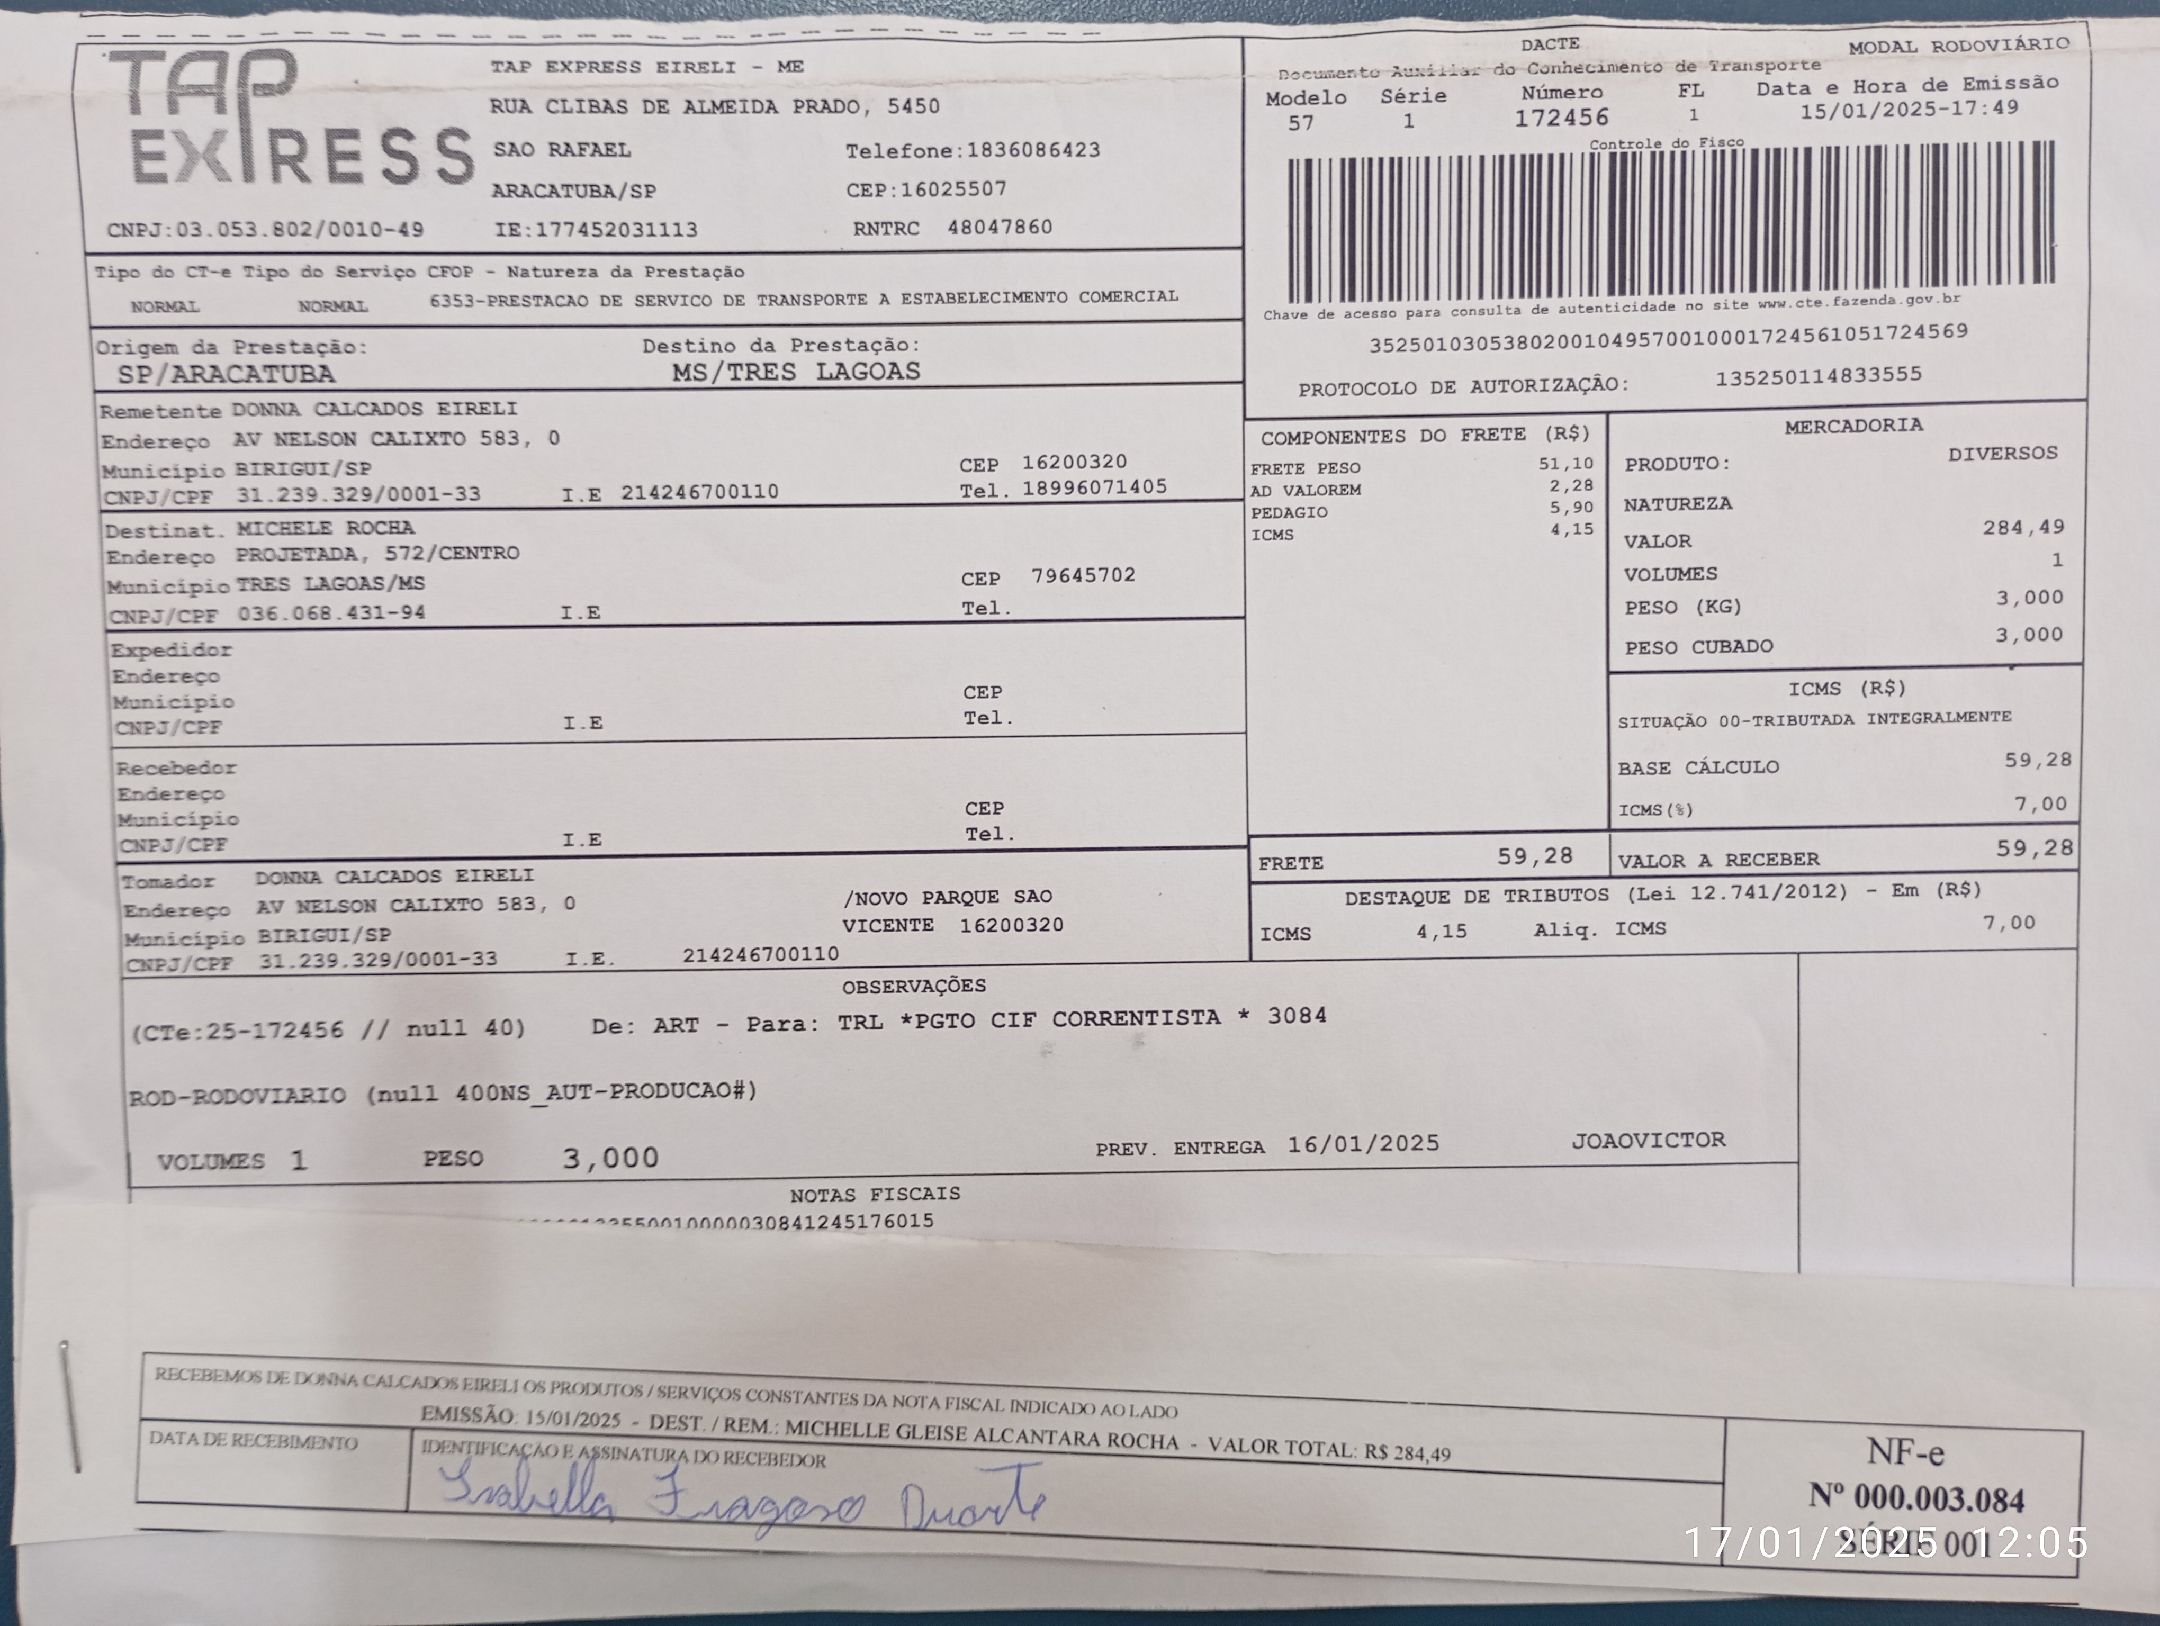 TAP EXPRESS
TAP EXPRESS EIRELI - ME
RUA CLIBAS DE ALMEIDA PRADO, 5450
SAO RAFAEL Telefone:1836086423
ARACATUBA/SP CEP:16025507
CNPJ:03.053.802/0010-49 IE:177452031113 RNTRC 48047860
DACTE MODAL RODOVIÁRIO
Documento Auxiliar do Conhecimento de Transporte
Modelo Série Número FL Data e Hora de Emissão
57 1 172456 1 15/01/2025-17:49
Controle do Fisco
Chave de acesso para consulta de autenticidade no site www.cte.fazenda.gov.br
35250103053802001049570010001724561051724569
PROTOCOLO DE AUTORIZAÇÃO: 135250114833555
Tipo do CT-e Tipo do Serviço CFOP - Natureza da Prestação
NORMAL NORMAL 6353-PRESTACAO DE SERVICO DE TRANSPORTE A ESTABELECIMENTO COMERCIAL
Origem da Prestação: Destino da Prestação:
SP/ARACATUBA MS/TRES LAGOAS
Remetente DONNA CALCADOS EIRELI
Endereço AV NELSON CALIXTO 583, 0
Município BIRIGUI/SP CEP 16200320
CNPJ/CPF 31.239.329/0001-33 I.E 214246700110 Tel. 18996071405
Destinat. MICHELE ROCHA
Endereço PROJETADA, 572/CENTRO
Município TRES LAGOAS/MS CEP 79645702
CNPJ/CPF 036.068.431-94 I.E Tel.
Expedidor
Endereço
Município CEP
CNPJ/CPF I.E Tel.
Recebedor
Endereço
Município CEP
CNPJ/CPF I.E Tel.
Tomador DONNA CALCADOS EIRELI
Endereço AV NELSON CALIXTO 583, 0 /NOVO PARQUE SAO
Município BIRIGUI/SP VICENTE 16200320
CNPJ/CPF 31.239.329/0001-33 I.E. 214246700110
COMPONENTES DO FRETE (R$)
FRETE PESO 51,10
AD VALOREM 2,28
PEDAGIO 5,90
ICMS 4,15
MERCADORIA
PRODUTO: DIVERSOS
NATUREZA
VALOR 284,49
VOLUMES 1
PESO (KG) 3,000
PESO CUBADO 3,000
ICMS (R$)
SITUAÇÃO 00-TRIBUTADA INTEGRALMENTE
BASE CÁLCULO 59,28
ICMS(%) 7,00
FRETE 59,28 VALOR A RECEBER 59,28
DESTAQUE DE TRIBUTOS (Lei 12.741/2012) - Em (R$)
ICMS 4,15 Aliq. ICMS 7,00
OBSERVAÇÕES
(CTe:25-172456 // null 40) De: ART - Para: TRL *PGTO CIF CORRENTISTA * 3084
ROD-RODOVIARIO (null 400NS_AUT-PRODUCAO#)
VOLUMES 1 PESO 3,000 PREV. ENTREGA 16/01/2025 JOAOVICTOR
NOTAS FISCAIS
550010000030841245176015
RECEBEMOS DE DONNA CALCADOS EIRELI OS PRODUTOS / SERVIÇOS CONSTANTES DA NOTA FISCAL INDICADO AO LADO
EMISSÃO: 15/01/2025 - DEST. / REM.: MICHELLE GLEISE ALCANTARA ROCHA - VALOR TOTAL: R$ 284,49
DATA DE RECEBIMENTO IDENTIFICAÇÃO E ASSINATURA DO RECEBEDOR
Isabella Fragoso Duarte
NF-e
Nº 000.003.084
SÉRIE 001
17/01/2025 12:05